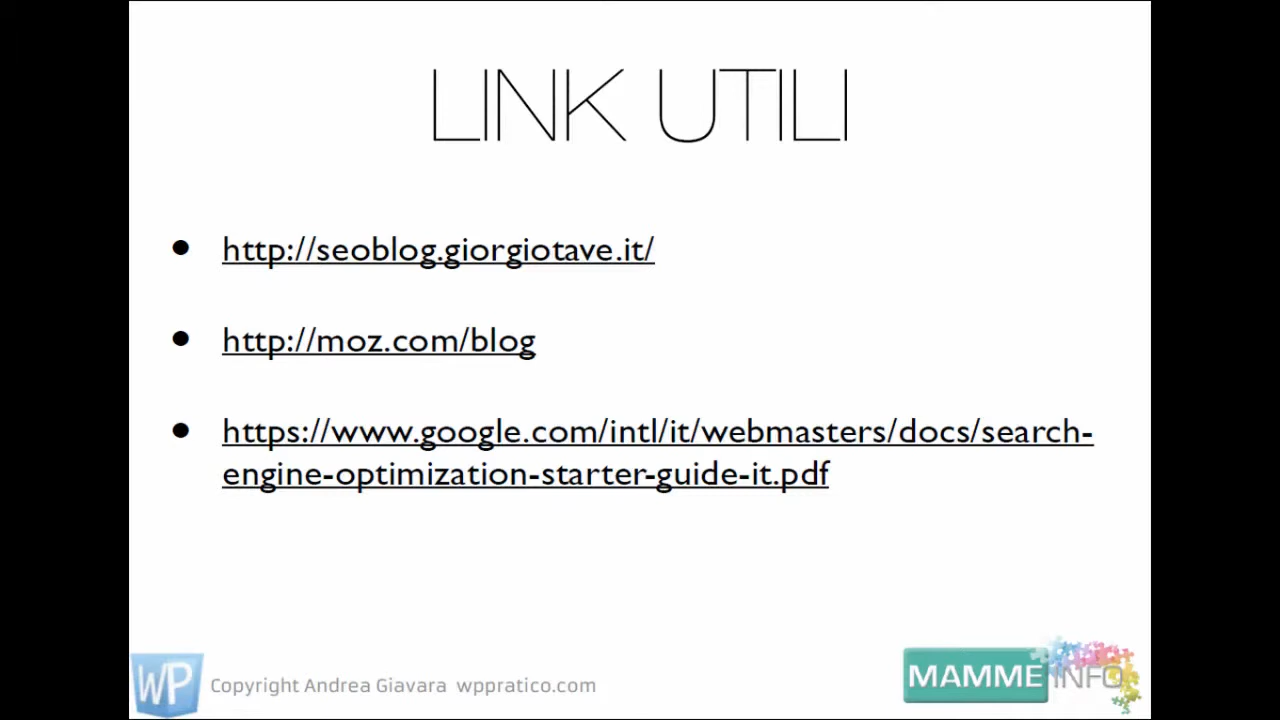 LINK UTILI
• http://seoblog.giorgiotave.it/
• http://moz.com/blog
• https://www.google.com/intl/it/webmasters/docs/search-
engine-optimization-starter-guide-it.pdf
WP Copyright Andrea Giavara wppratico.com
MAMME INFO